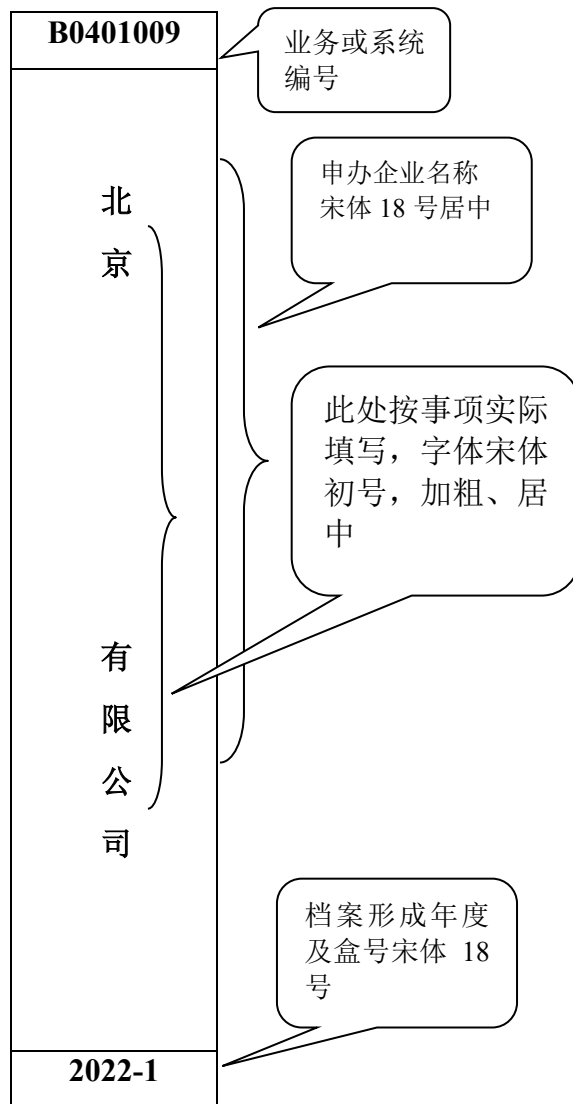 B0401009
业务或系统
编号
申办企业名称
宋体 18 号居中
北
京
此处按事项实际
填写，字体宋体
初号，加粗、居
中
有
限
公
司
档案形成年度
及盒号宋体 18
号
2022-1